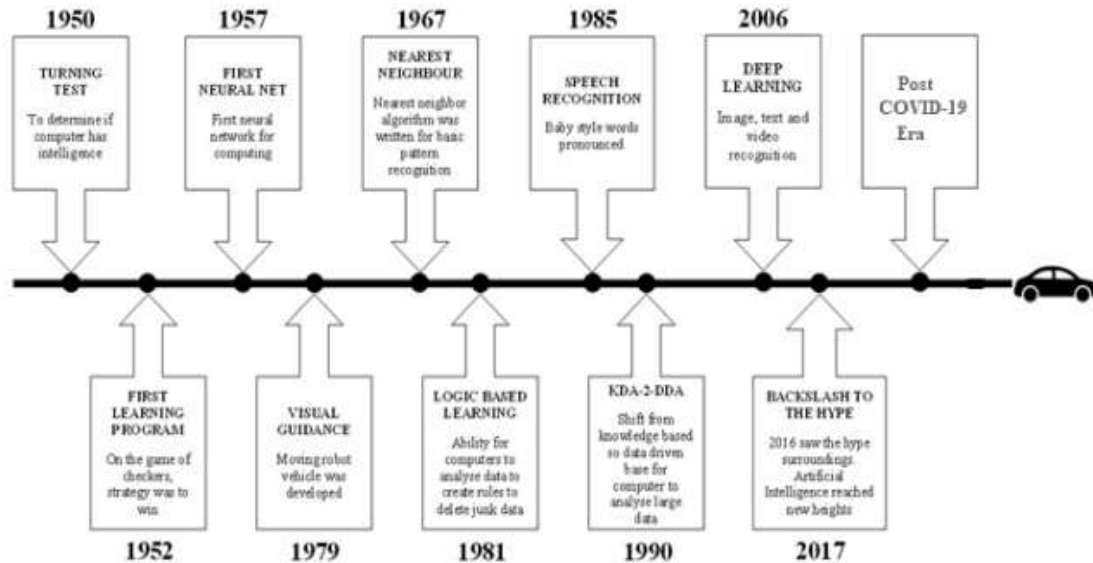 1950
1957
1967
1985
2006
TURNING
TEST
To determine if
computer has
intelligence
FIRST
NEURAL NET
First neural
network for
computing
NEAREST
NEIGHBOUR
Nearest neighbor
algorithm was
written for basic
pattern
recognition
SPEECH
RECOGNITION
Baby style words
pronounced
DEEP
LEARNING
Image, text and
video
recognition
Post
COVID-19
Era
FIRST
LEARNING
PROGRAM
On the game of
checkers,
strategy was to
win
VISUAL
GUIDANCE
Moving robot
vehicle was
developed
LOGIC BASED
LEARNING
Ability for
computers to
analyse data to
create rules to
delete junk data
KDA-2-DDA
Shift from
knowledge based
so data driven
base for
computer to
analyse large
data
BACKSLASH TO
THE HYPE
2016 saw the hype
surroundings.
Artificial
Intelligence reached
new heights
1952
1979
1981
1990
2017